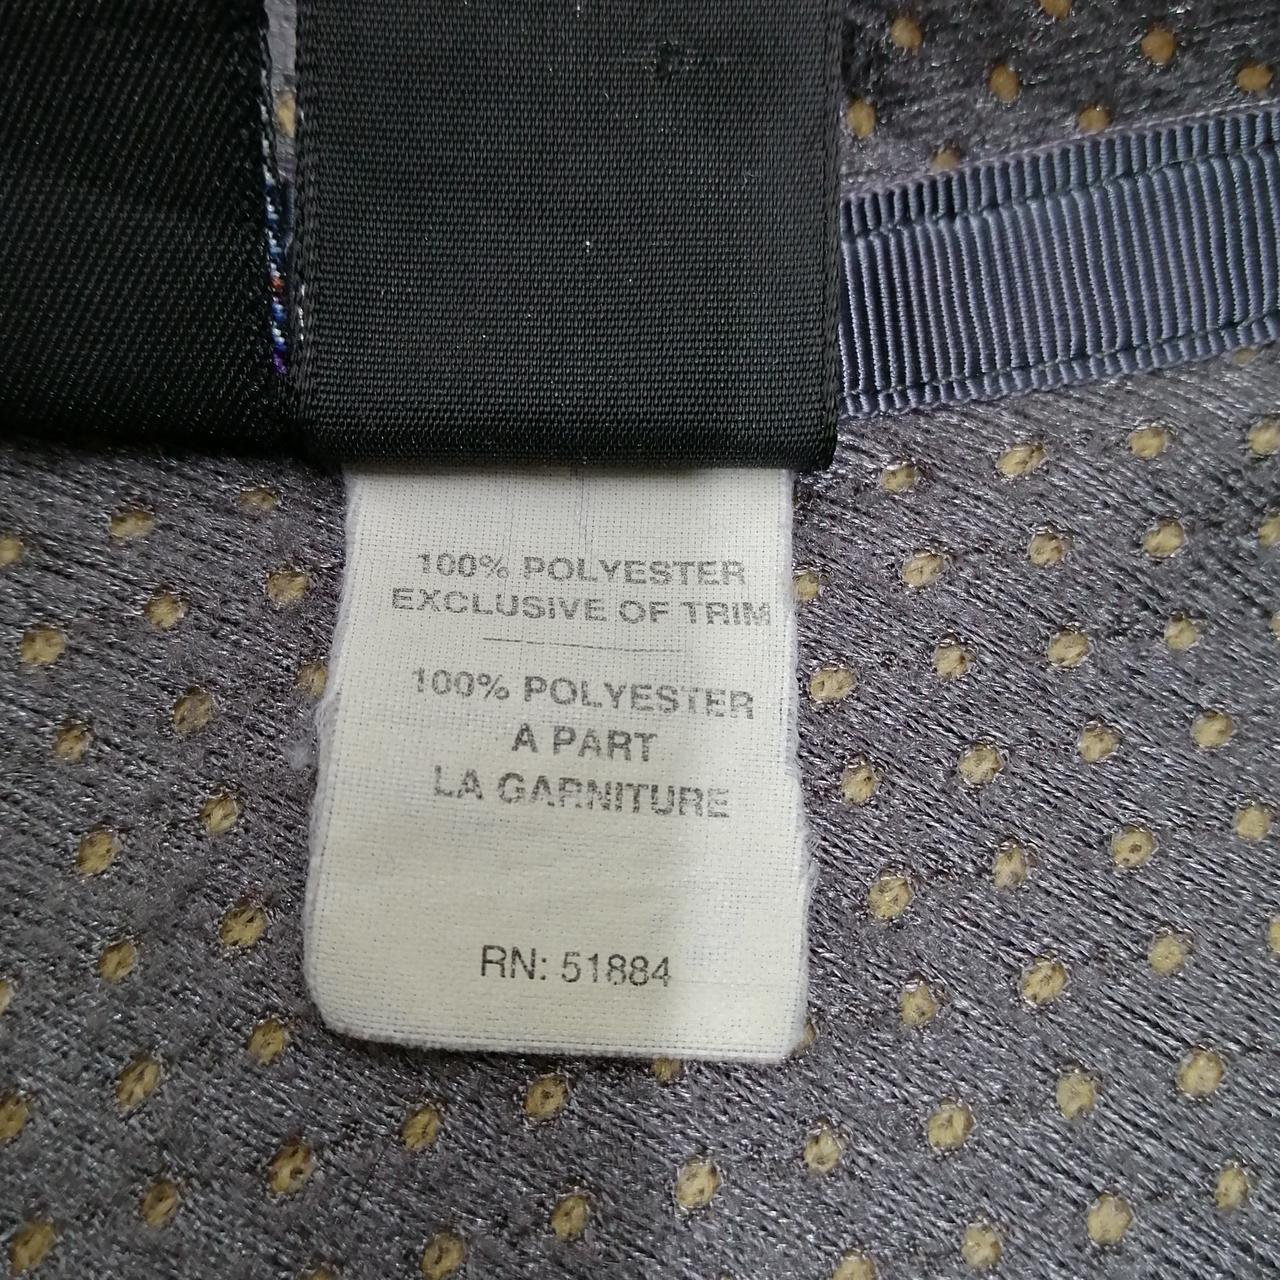 100% POLYESTER
EXCLUSIVE OF TRIM
100% POLYESTER
A PART
LA GARNITURE
RN: 51884